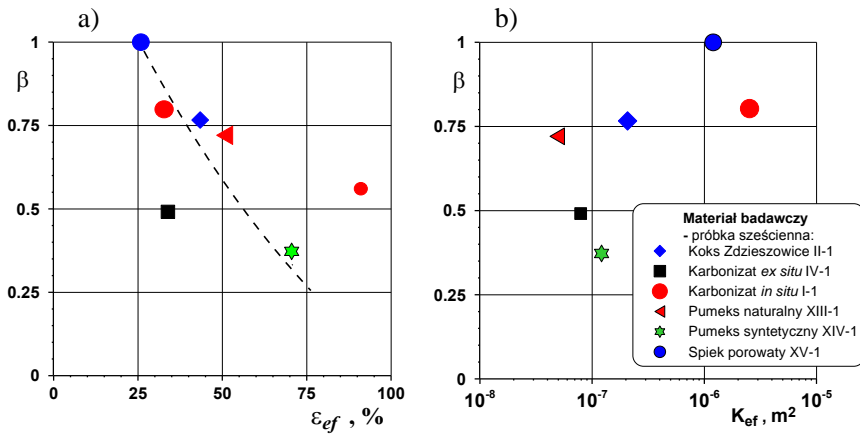 a)
1
β
0.75
0.5
0.25
0
0
25
50
75
100
ε ef , %
b)
1
β
0.75
0.5
0.25
0
10-8
10-7
10-6
10-5
Kef , m2
Materiał badawczy
- próbka sześcienna:
Koks Zdzieszowice II-1
Karbonizat ex situ IV-1
Karbonizat in situ I-1
Pumeks naturalny XIII-1
Pumeks syntetyczny XIV-1
Spiek porowaty XV-1